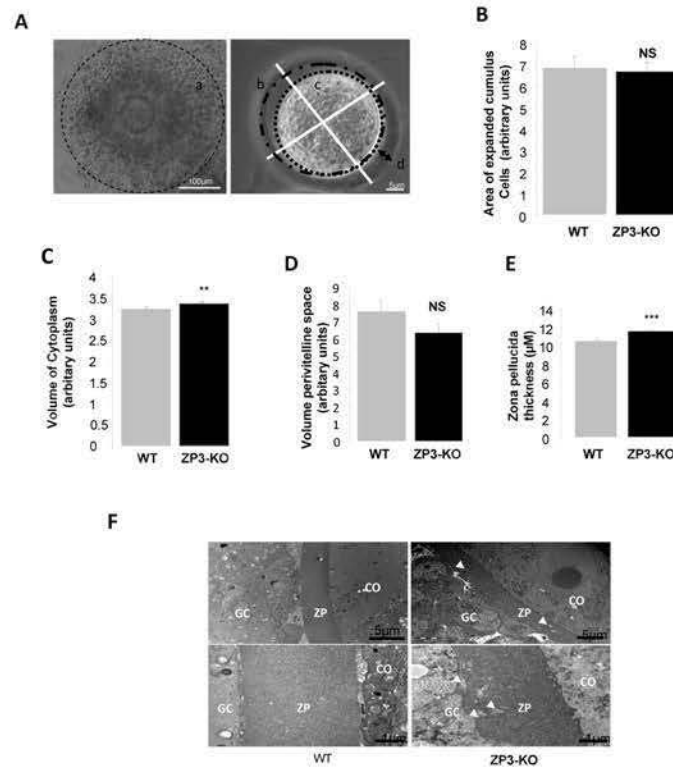 A
a
100µm
b
c
d
5µm
B
Area of expanded cumulus
Cells (arbitrary units)
8
7
6
5
4
3
2
1
0
NS
WT
ZP3-KO
C
Volume of Cytoplasm
(arbitary units)
4
3.5
3
2.5
2
1.5
1
0.5
0
**
WT
ZP3-KO
D
Volume perivitelline space
(arbitary units)
9
8
7
6
5
4
3
2
1
0
NS
WT
ZP3-KO
E
Zona pellucida
thickness (µM)
14
12
10
8
6
4
2
0
***
WT
ZP3-KO
F
GC
ZP
CO
5µm
GC
ZP
CO
5µm
GC
ZP
CO
1µm
GC
ZP
CO
1µm
WT
ZP3-KO